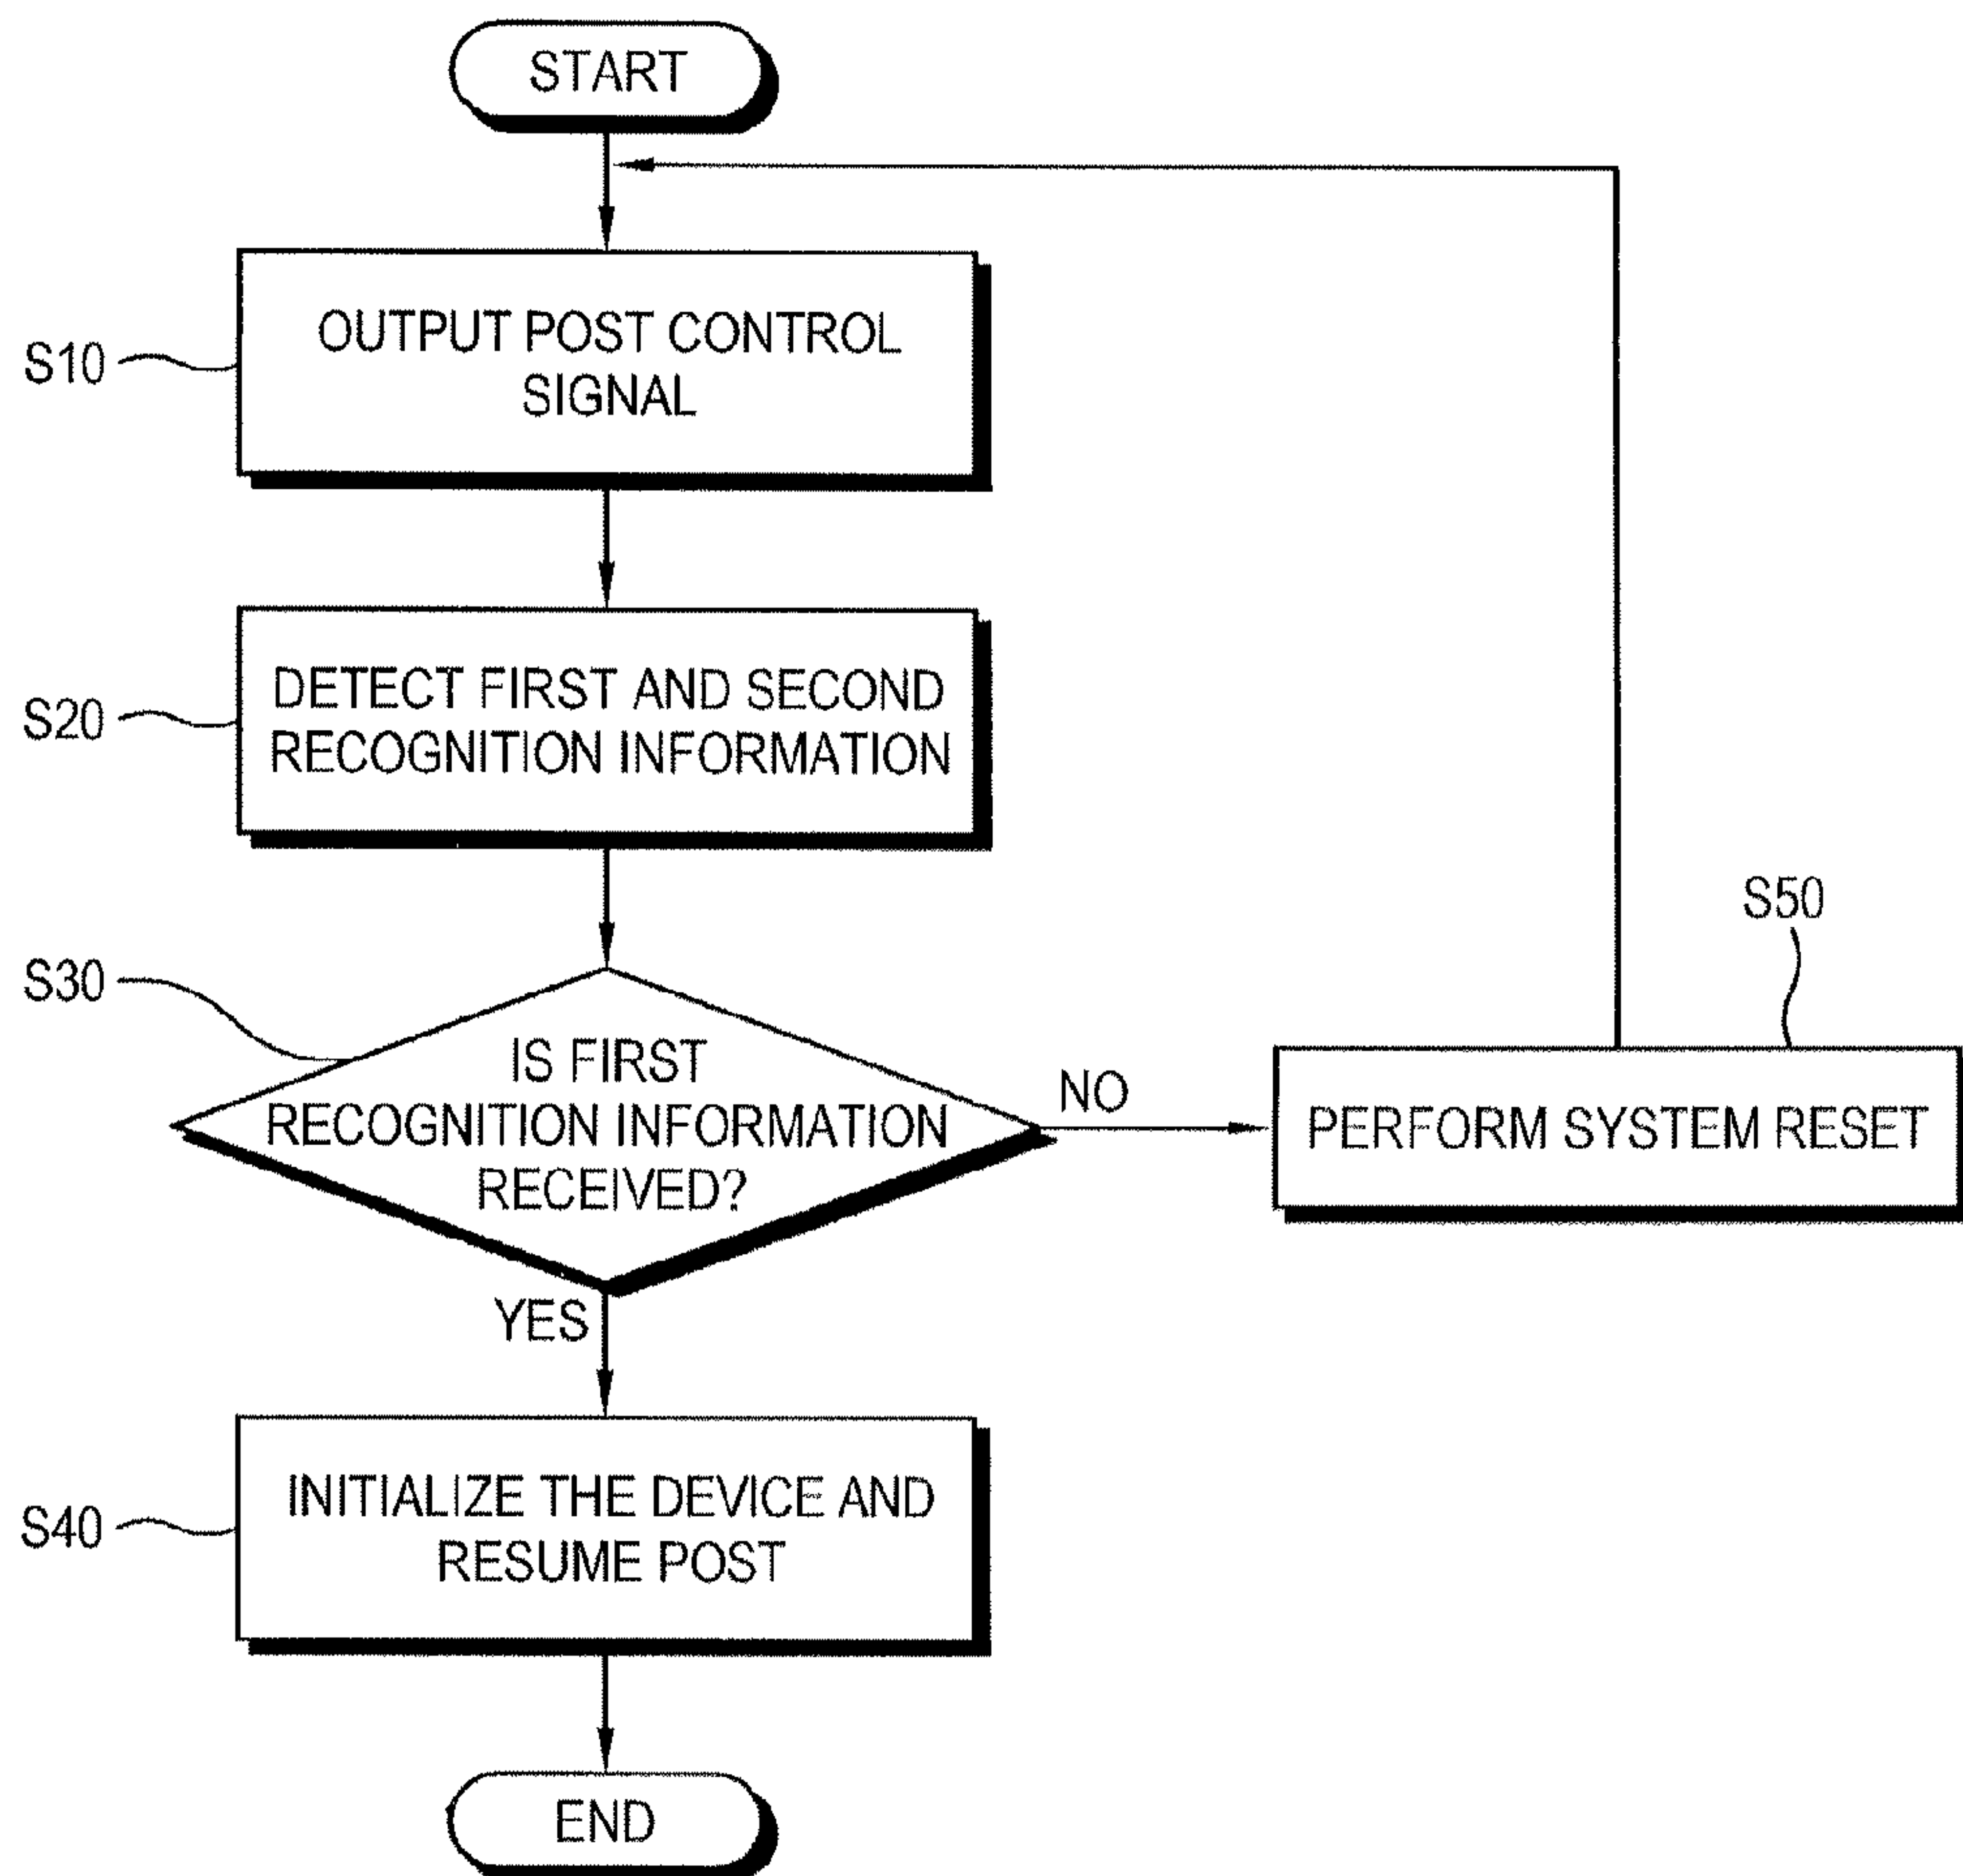 START
S10
OUTPUT POST CONTROL
SIGNAL
S20
DETECT FIRST AND SECOND
RECOGNITION INFORMATION
S30
IS FIRST
RECOGNITION INFORMATION
RECEIVED?
NO
S50
PERFORM SYSTEM RESET
YES
S40
INITIALIZE THE DEVICE AND
RESUME POST
END